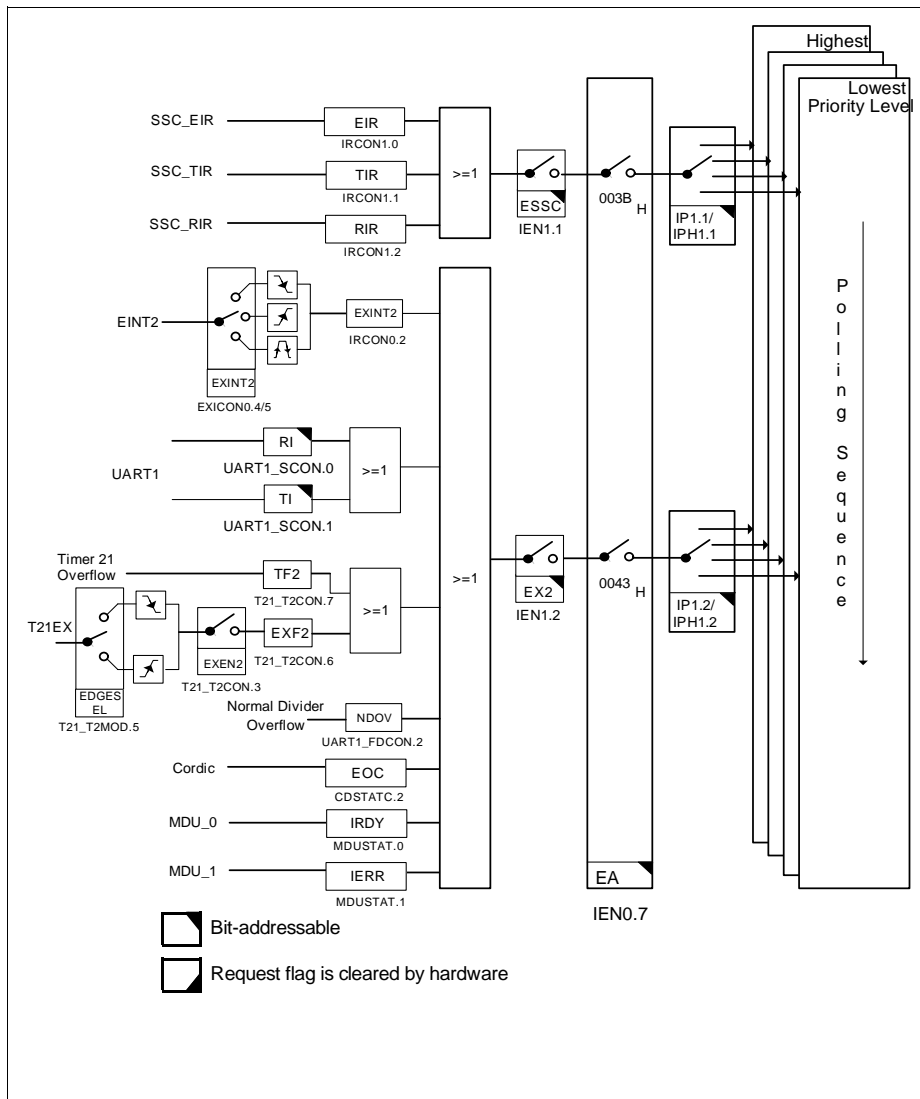 Highest
Lowest
Priority Level
SSC_EIR
EIR
IRCON1.0
SSC_TIR
TIR
IRCON1.1
SSC_RIR
RIR
IRCON1.2
>=1
ESSC
IEN1.1
003B
H
IP1.1/
IPH1.1
EINT2
EXINT2
EXICON0.4/5
EXINT2
IRCON0.2
UART1
RI
UART1_SCON.0
TI
UART1_SCON.1
>=1
Timer 21
Overflow
TF2
T21_T2CON.7
T21EX
EDGES
EL
T21_T2MOD.5
EXEN2
T21_T2CON.3
EXF2
T21_T2CON.6
>=1
Normal Divider
Overflow
NDOV
UART1_FDCON.2
Cordic
EOC
CDSTATC.2
MDU_0
IRDY
MDUSTAT.0
MDU_1
IERR
MDUSTAT.1
>=1
EX2
IEN1.2
0043
H
IP1.2/
IPH1.2
EA
IEN0.7
Polling Sequence
Bit-addressable
Request flag is cleared by hardware